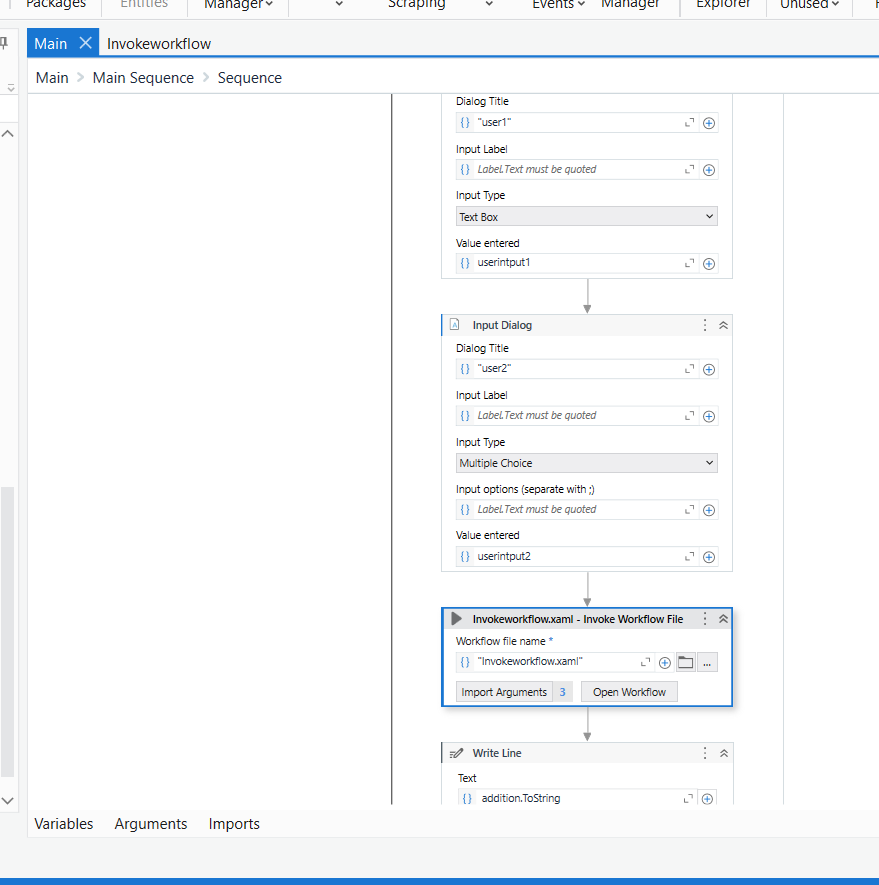 Packages Entities Manager Scraping Events Manager Explorer Unused
Main Invokeworkflow
Main > Main Sequence > Sequence
Dialog Title
{} "user1"
Input Label
{} Label.Text must be quoted
Input Type
Text Box
Value entered
{} userintput1
Input Dialog
Dialog Title
{} "user2"
Input Label
{} Label.Text must be quoted
Input Type
Multiple Choice
Input options (separate with ;)
{} Label.Text must be quoted
Value entered
{} userintput2
Invokeworkflow.xaml - Invoke Workflow File
Workflow file name *
{} "Invokeworkflow.xaml" ...
Import Arguments 3 Open Workflow
Write Line
Text
{} addition.ToString
Variables Arguments Imports